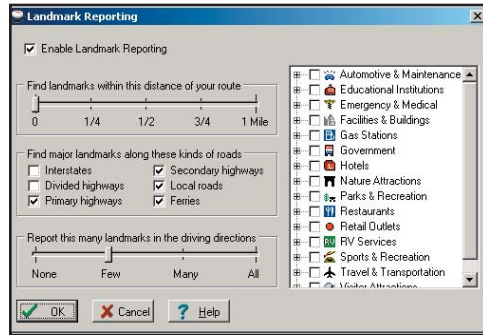 Landmark Reporting
Enable Landmark Reporting
Find landmarks within this distance of your route
0 1/4 1/2 3/4 1 Mile
Find major landmarks along these kinds of roads
Interstates Secondary highways
Divided highways Local roads
Primary highways Ferries
Report this many landmarks in the driving directions
None Few Many All
OK Cancel Help
Automotive & Maintenance
Educational Institutions
Emergency & Medical
Facilities & Buildings
Gas Stations
Government
Hotels
Nature Attractions
Parks & Recreation
Restaurants
Retail Outlets
RV RV Services
Sports & Recreation
Travel & Transportation
Visitor Attractions